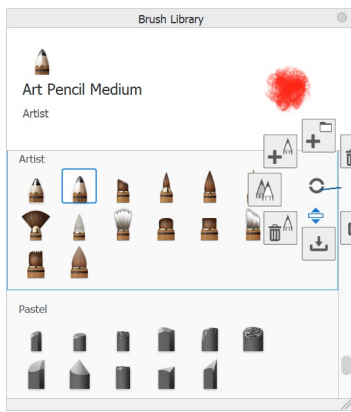 Brush Library
Art Pencil Medium
Artist
Artist
Pastel